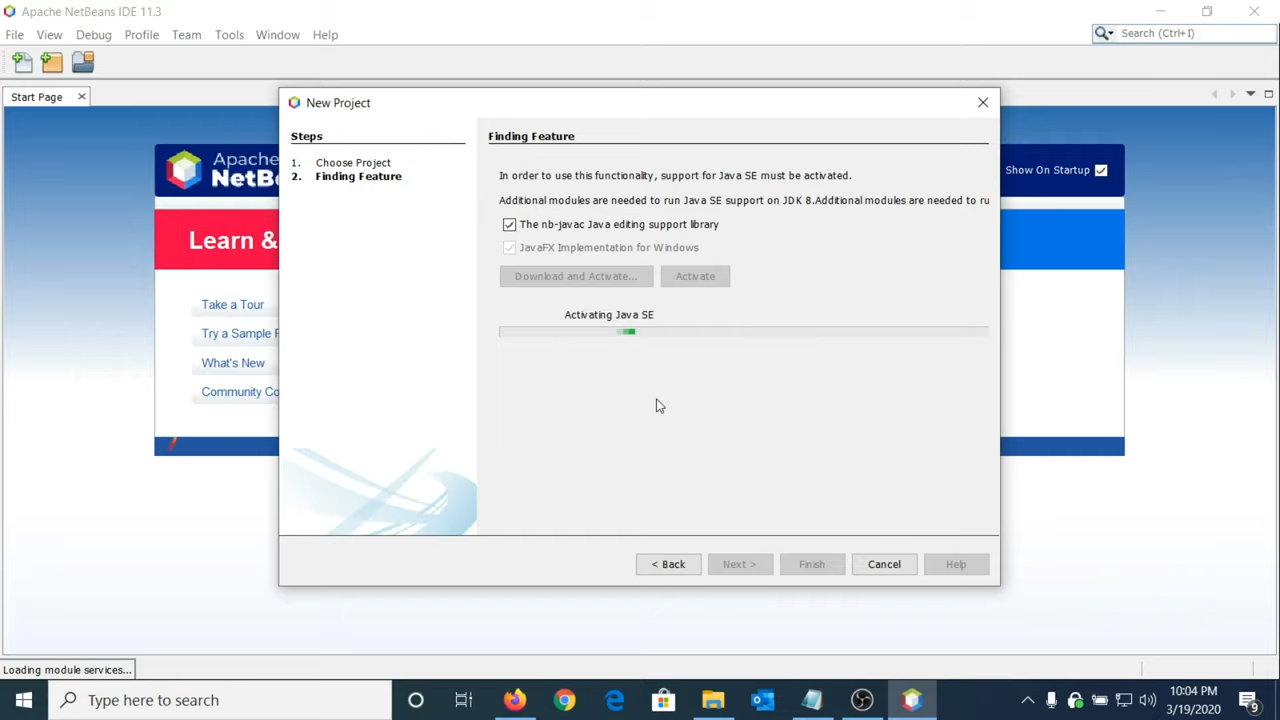 Apache NetBeans IDE 11.3
File View Debug Profile Team Tools Window Help
Search (Ctrl+I)
Start Page
Apache
NetB
Show On Startup
Learn &
Take a Tour
Try a Sample
What's New
Community Co
New Project
Steps
1. Choose Project
2. Finding Feature
Finding Feature
In order to use this functionality, support for Java SE must be activated.
Additional modules are needed to run Java SE support on JDK 8.Additional modules are needed to ru
The nb-javac Java editing support library
JavaFX Implementation for Windows
Download and Activate... Activate
Activating Java SE
< Back Next > Finish Cancel Help
Loading module services...
Type here to search
10:04 PM
3/19/2020
9